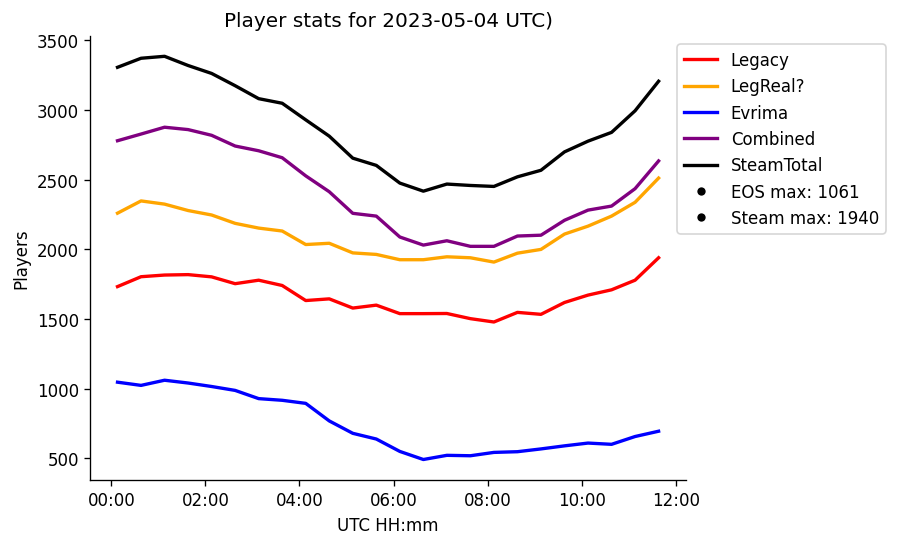 Player stats for 2023-05-04 UTC)
3500
3000
2500
2000
1500
1000
500
Players
00:00 02:00 04:00 06:00 08:00 10:00 12:00
UTC HH:mm
Legacy
LegReal?
Evrima
Combined
SteamTotal
EOS max: 1061
Steam max: 1940